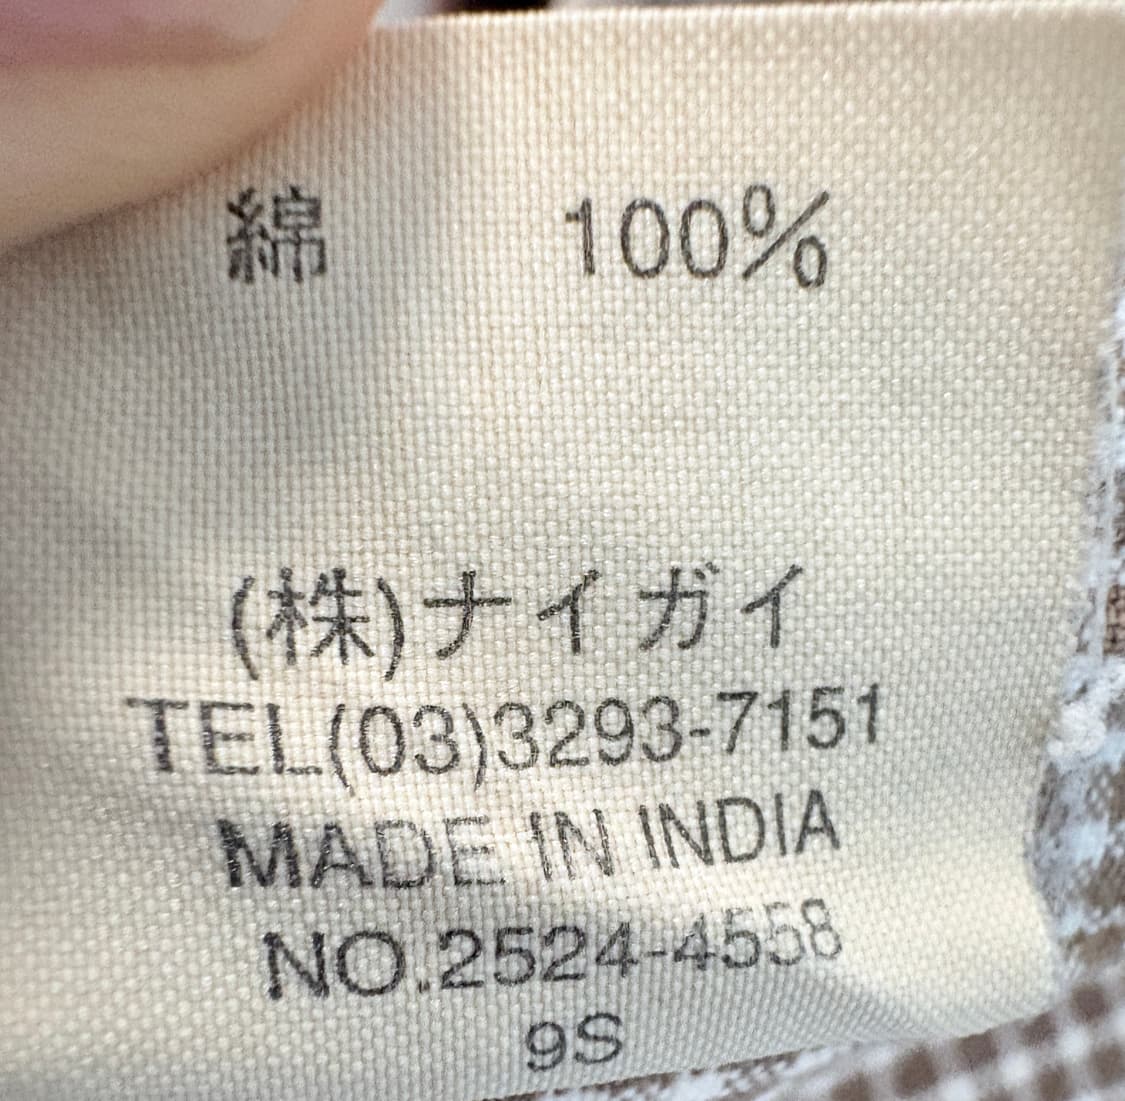 綿 100%
(株)ナイガイ
TEL(03)3293-7151
MADE IN INDIA
NO.2524-4558
9S